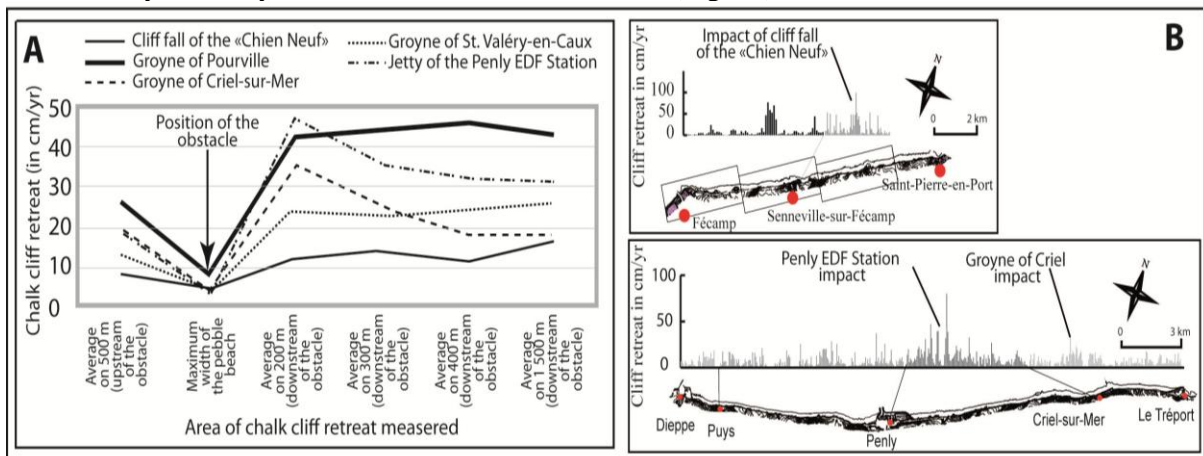 A
Cliff fall of the «Chien Neuf»
Groyne of Pourville
Groyne of Criel-sur-Mer
Groyne of St. Valéry-en-Caux
Jetty of the Penly EDF Station
Chalk cliff retreat (in cm/yr)
50
40
30
20
10
0
Position of the
obstacle
Average
on 500 m
(upstream
of the
obstacle)
Maximum
width of
the pebble
beach
Average
on 200 m
(downstream
of the
obstacle)
Average
on 300 m
(downstream
of the
obstacle)
Average
on 400 m
(downstream
of the
obstacle)
Average
on 1 500 m
(downstream
of the
obstacle)
Area of chalk cliff retreat measered
B
Impact of cliff fall
of the «Chien Neuf»
Cliff retreat in cm/yr
100
50
0
N
0 2 km
Fécamp
Senneville-sur-Fécamp
Saint-Pierre-en-Port
Cliff retreat in cm/yr
100
50
0
Penly EDF Station
impact
Groyne of Criel
impact
N
0 3 km
Dieppe
Puys
Penly
Criel-sur-Mer
Le Tréport